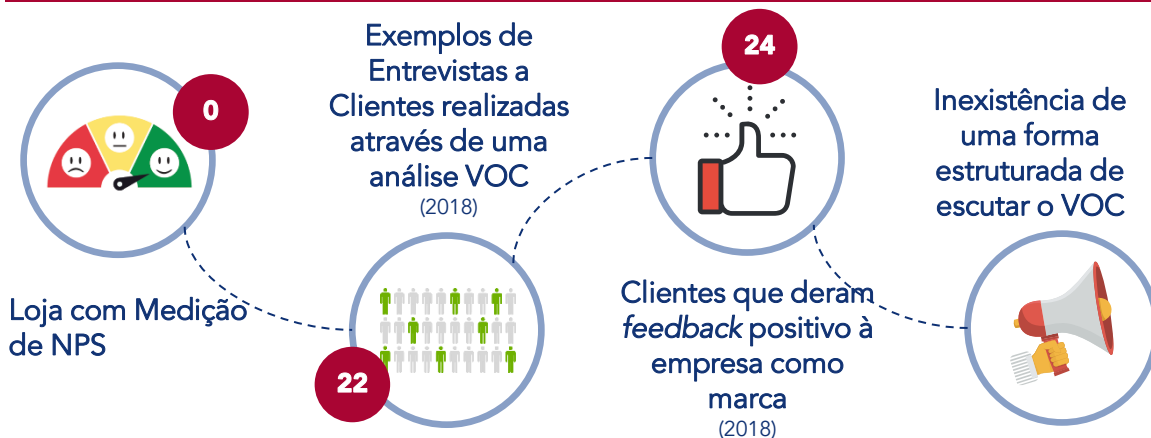 0
Loja com Medição
de NPS
Exemplos de
Entrevistas a
Clientes realizadas
através de uma
análise VOC
(2018)
22
24
Clientes que deram
feedback positivo à
empresa como
marca
(2018)
Inexistência de
uma forma
estruturada de
escutar o VOC